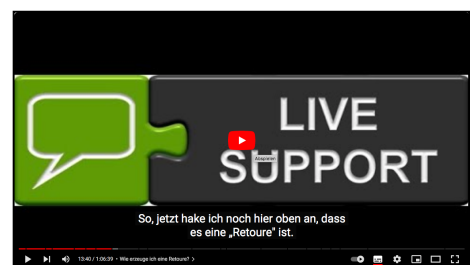 LIVE
SUPPORT
Abspielen
So, jetzt hake ich noch hier oben an, dass
es eine „Retoure" ist.
13:40 / 1:06:39 • Wie erzeuge ich eine Retoure? >